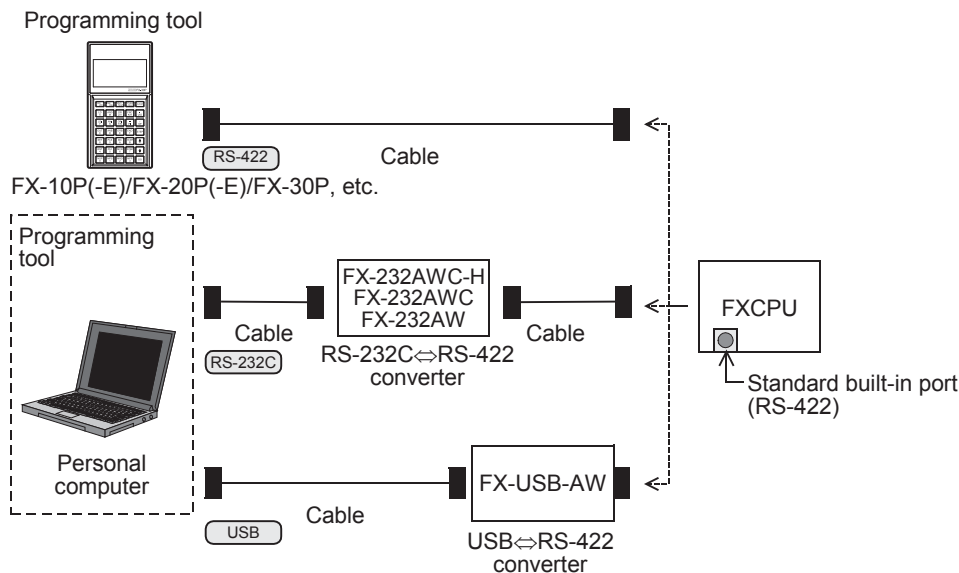 Programming tool
RS-422
Cable
FX-10P(-E)/FX-20P(-E)/FX-30P, etc.
Programming
tool
FX-232AWC-H
FX-232AWC
FX-232AW
FXCPU
Cable
Cable
RS-232C
RS-232C⇔RS-422
converter
Standard built-in port
(RS-422)
Personal
computer
FX-USB-AW
Cable
USB
USB⇔RS-422
converter